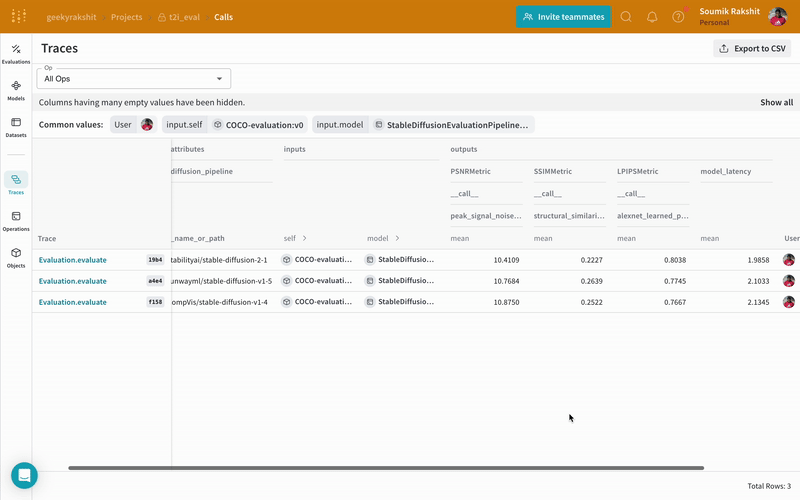 geekyrakshit
Projects
t2i_eval
Calls
Invite teammates
Soumik Rakshit
Personal
Evaluations
Models
Datasets
Traces
Operations
Objects
Traces
Export to CSV
Op
All Ops
Columns having many empty values have been hidden.
Show all
Common values:
User
input.self
COCO-evaluation:v0
input.model
StableDiffusionEvaluationPipeline...
attributes
inputs
outputs
diffusion_pipeline
PSNRMetric
SSIMMetric
LPIPSMetric
model_latency
__call__
__call__
__call__
peak_signal_noise...
structural_similari...
alexnet_learned_p...
Trace
_name_or_path
self
model
mean
mean
mean
mean
User
Evaluation.evaluate 19b4 tabilityai/stable-diffusion-2-1 COCO-evaluati... StableDiffusio... 10.4109 0.2227 0.8038 1.9858
Evaluation.evaluate a4e4 unwayml/stable-diffusion-v1-5 COCO-evaluati... StableDiffusio... 10.7684 0.2639 0.7745 2.1033
Evaluation.evaluate f158 ompVis/stable-diffusion-v1-4 COCO-evaluati... StableDiffusio... 10.8750 0.2522 0.7667 2.1345
Total Rows: 3